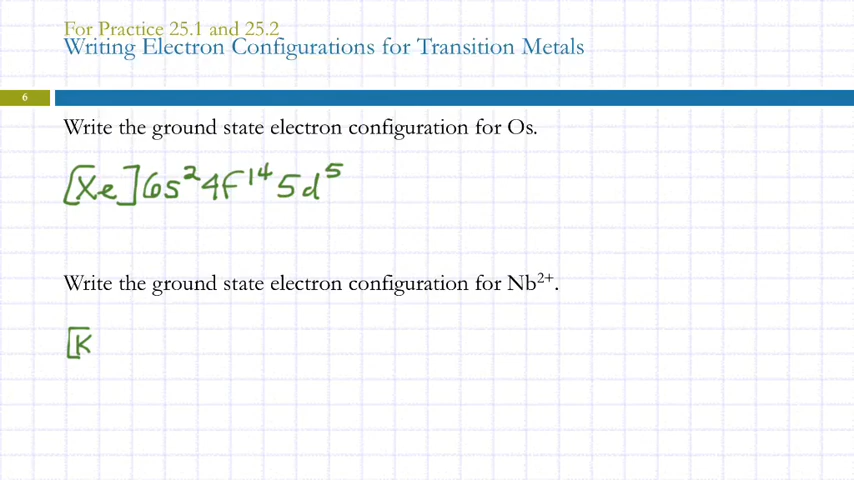 For Practice 25.1 and 25.2
Writing Electron Configurations for Transition Metals
6
Write the ground state electron configuration for Os.
[Xe]6s²4f¹⁴5d⁵
Write the ground state electron configuration for Nb²⁺.
[K